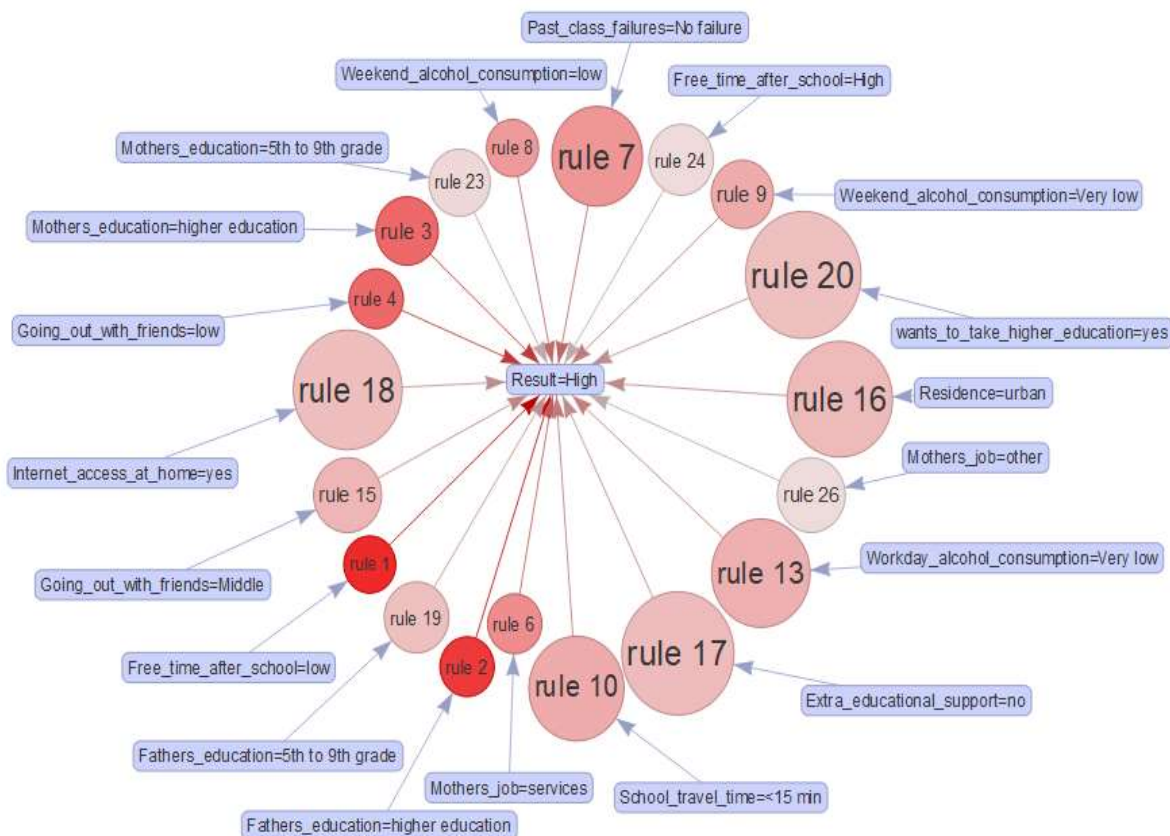 Past_class_failures=No failure
Weekend_alcohol_consumption=low
Free_time_after_school=High
Mothers_education=5th to 9th grade
rule 8
rule 7
rule 24
rule 23
rule 9
Weekend_alcohol_consumption=Very low
Mothers_education=higher education
rule 3
rule 20
rule 4
Going_out_with_friends=low
wants_to_take_higher_education=yes
Result=High
rule 18
rule 16
Residence=urban
Internet_access_at_home=yes
Mothers_job=other
rule 15
rule 26
Going_out_with_friends=Middle
rule 1
rule 13
Workday_alcohol_consumption=Very low
rule 19
rule 6
rule 17
Free_time_after_school=low
rule 2
rule 10
Extra_educational_support=no
Fathers_education=5th to 9th grade
Mothers_job=services
School_travel_time=<15 min
Fathers_education=higher education